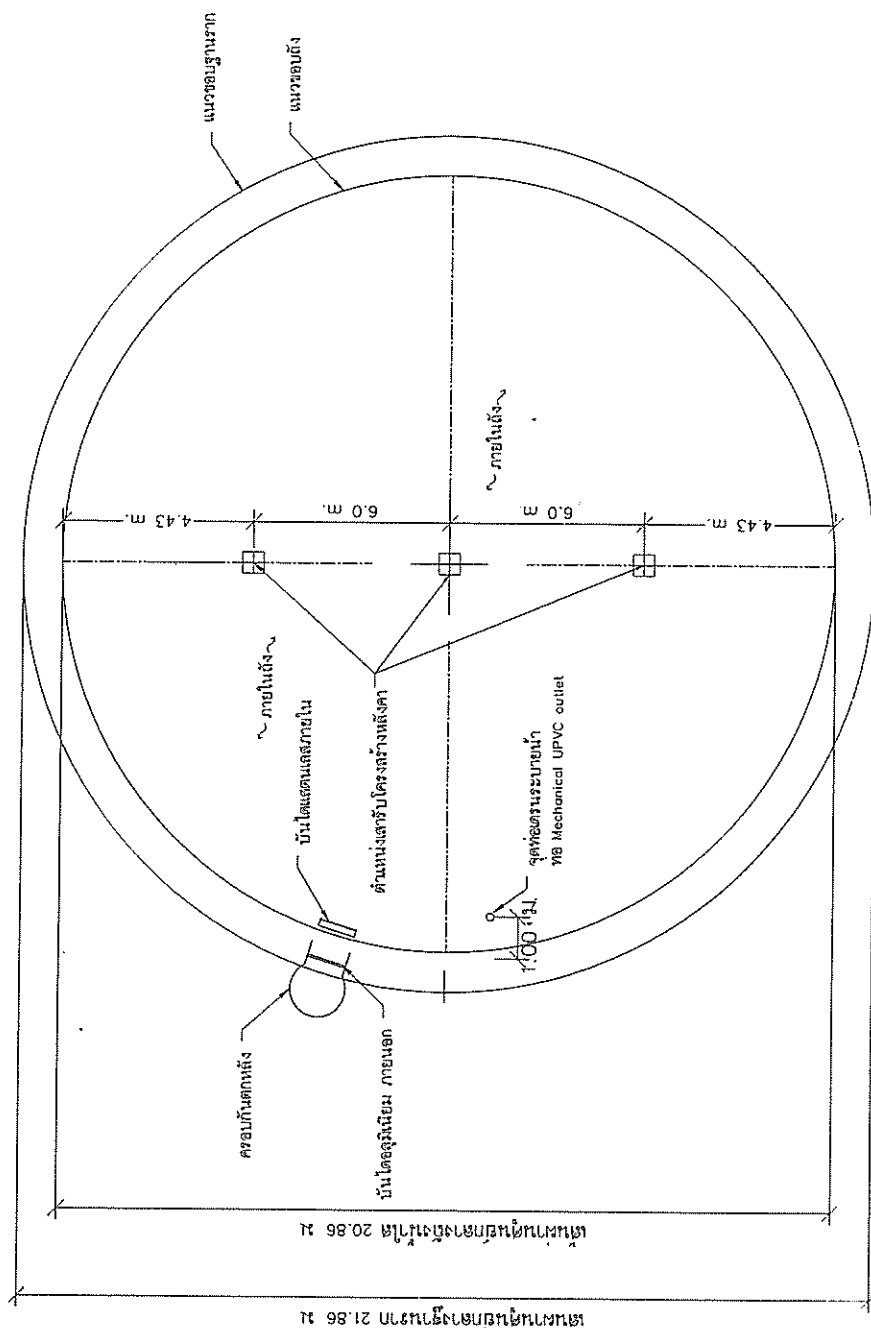 แนวขอบฐานราก
แนวขอบถัง
~ ภายในถัง ~
~ ภายในถัง ~
4.43 m.
6.0 m.
6.0 m.
4.43 m.
บันไดแสตนเลสภายใน
ตำแหน่งเสารับโครงสร้างหลังคา
จุดท่อเดรนระบายน้ำ
ท่อ Mechanical UPVC outlet
1.00 ม.
ครอบกันตกหลัง
บันไดอลูมิเนียม ภายนอก
เส้นผ่านศูนย์กลางถังน้ำใส 20.86 ม
เส้นผ่านศูนย์กลางฐานราก 21.86 ม